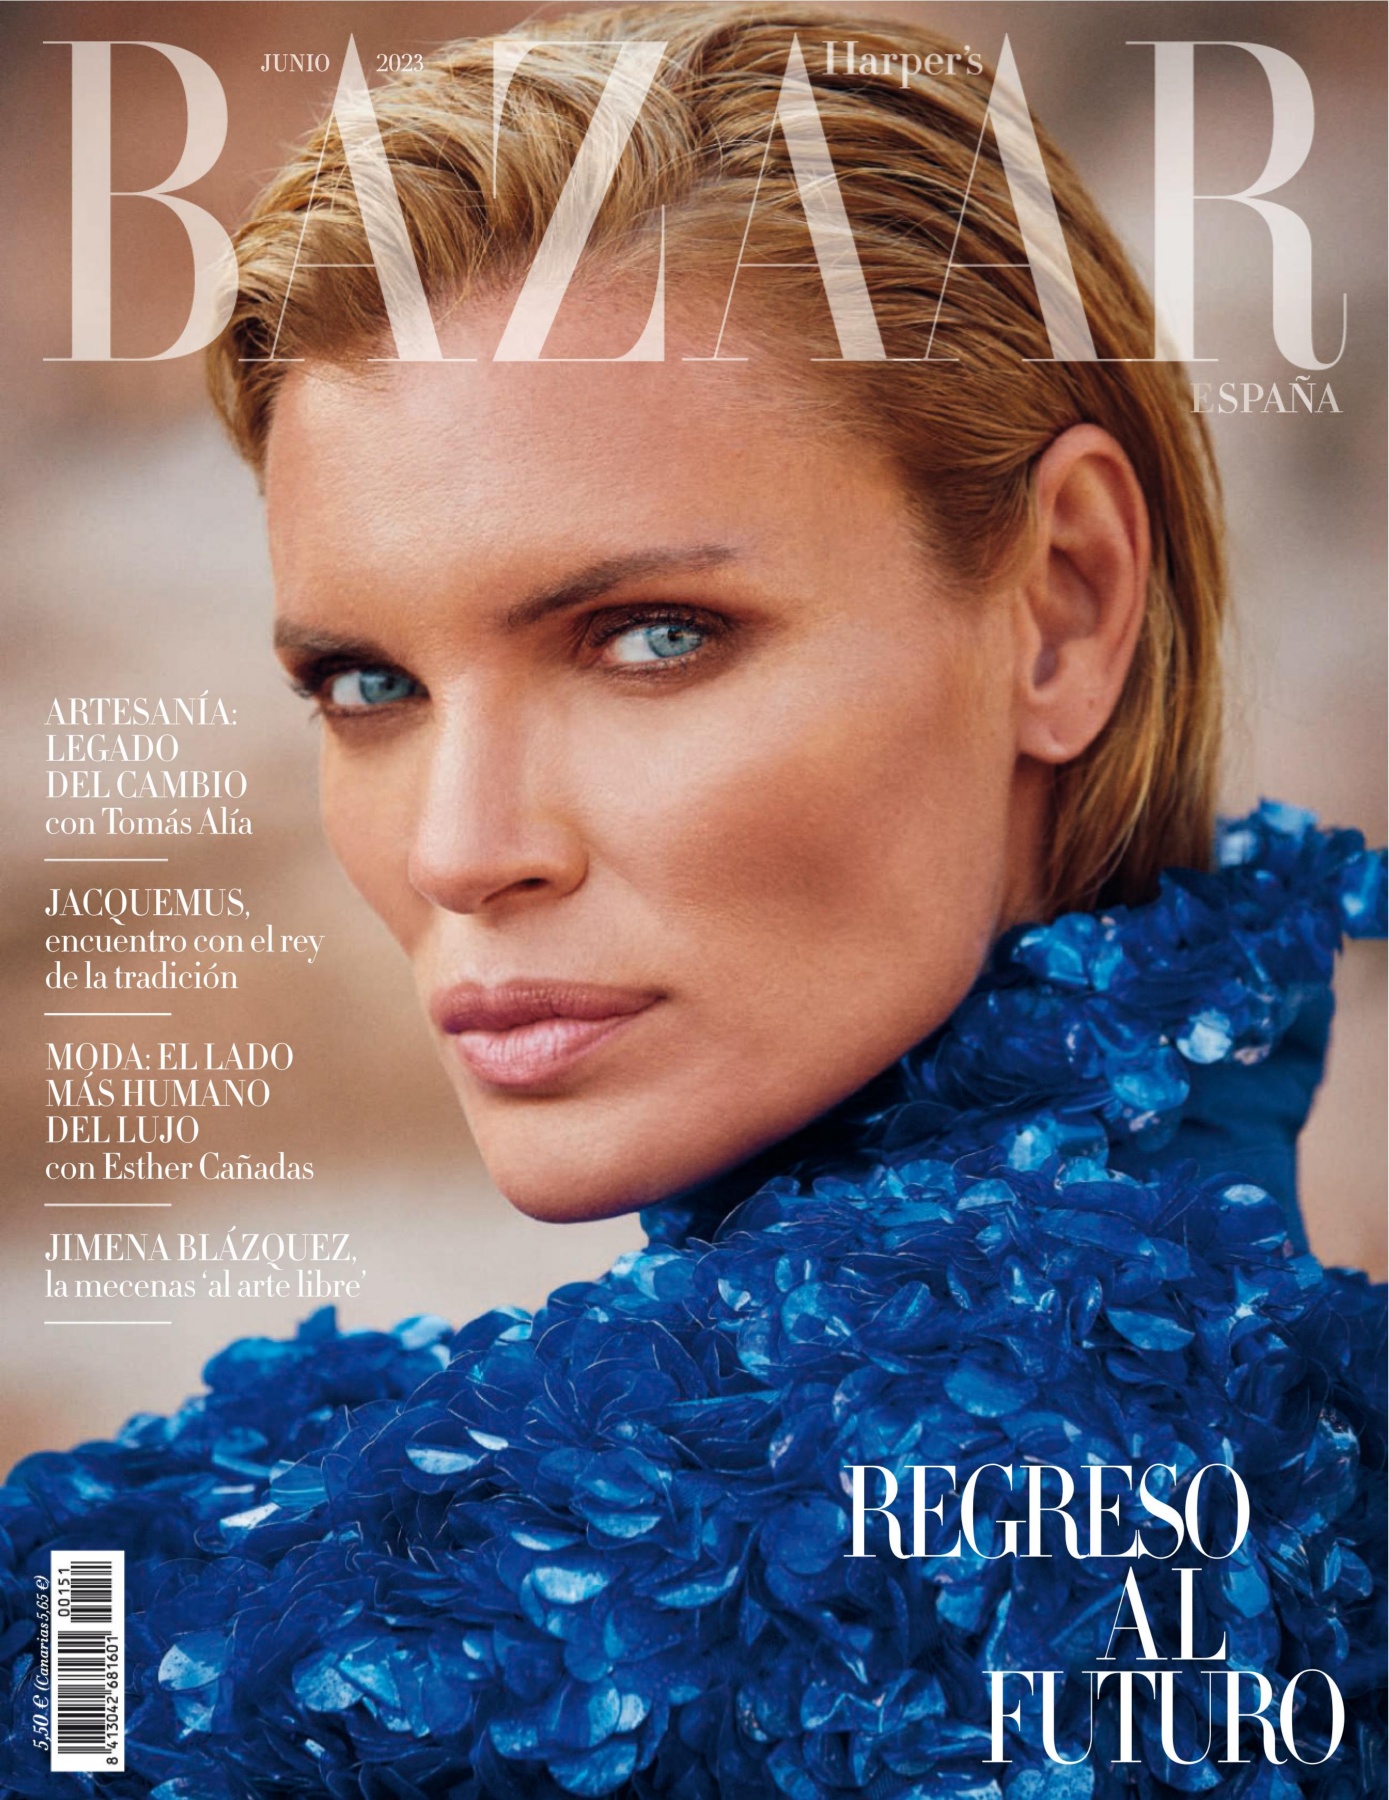 JUNIO 2023
Harper's
BAZAAR
ESPAÑA
ARTESANÍA:
LEGADO
DEL CAMBIO
con Tomás Alía
JACQUEMUS,
encuentro con el rey
de la tradición
MODA: EL LADO
MÁS HUMANO
DEL LUJO
con Esther Cañadas
JIMENA BLÁZQUEZ,
la mecenas ‘al arte libre’
REGRESO
AL
FUTURO
5,50 € (Canarias 5,65 €)
00151
8 413042 681601